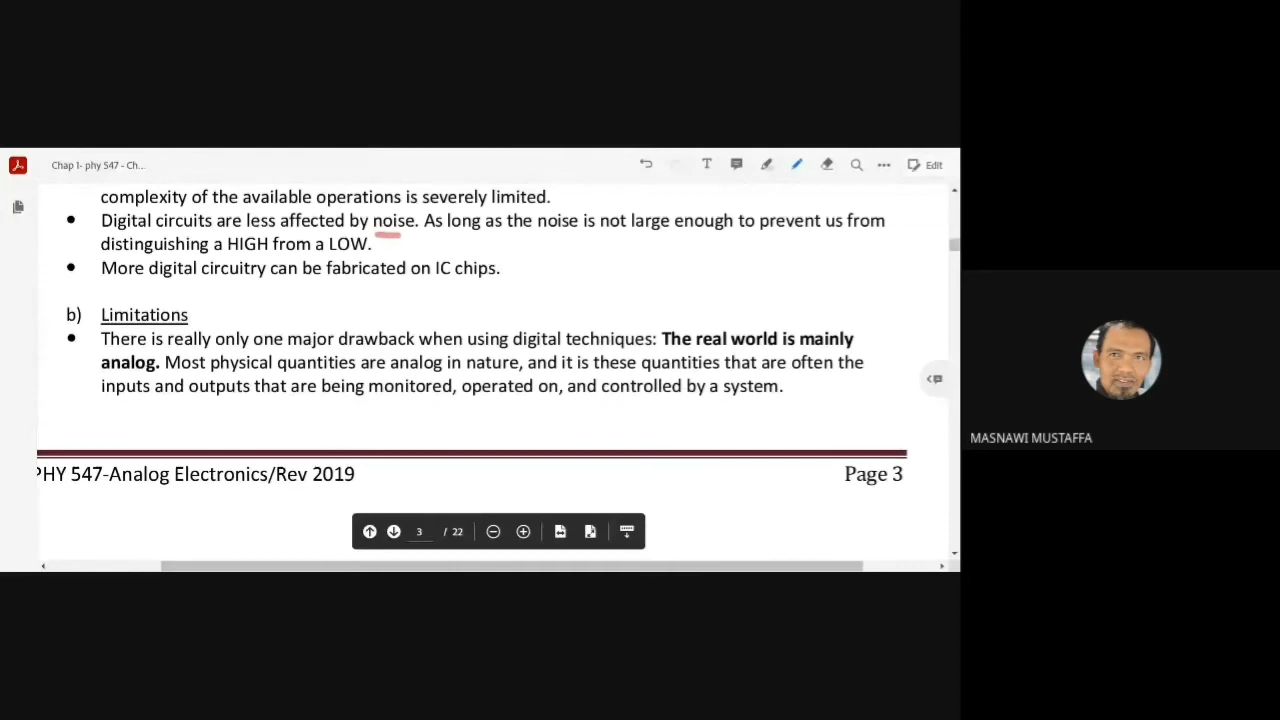 Chap 1- phy 547 - Ch...
T
Edit
complexity of the available operations is severely limited.
• Digital circuits are less affected by noise. As long as the noise is not large enough to prevent us from
distinguishing a HIGH from a LOW.
• More digital circuitry can be fabricated on IC chips.
b) Limitations
• There is really only one major drawback when using digital techniques: The real world is mainly
analog. Most physical quantities are analog in nature, and it is these quantities that are often the
inputs and outputs that are being monitored, operated on, and controlled by a system.
PHY 547-Analog Electronics/Rev 2019
Page 3
3 / 22
MASNAWI MUSTAFFA